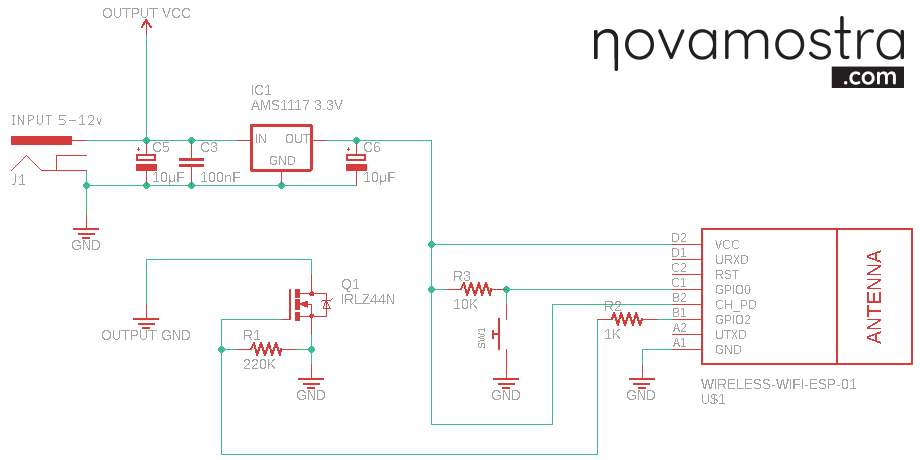 OUTPUT VCC
novamostra
.com
INPUT 5-12v
J1
C5
10µF
C3
100nF
IC1
AMS1117 3.3V
IN
OUT
GND
C6
10µF
GND
OUTPUT GND
Q1
IRLZ44N
R1
220K
GND
R3
10K
SW1
GND
R2
1K
GND
D2
VCC
D1
URXD
C2
RST
C1
GPIO0
B2
CH_PD
B1
GPIO2
A2
UTXD
A1
GND
ANTENNA
WIRELESS-WIFI-ESP-01
U$1